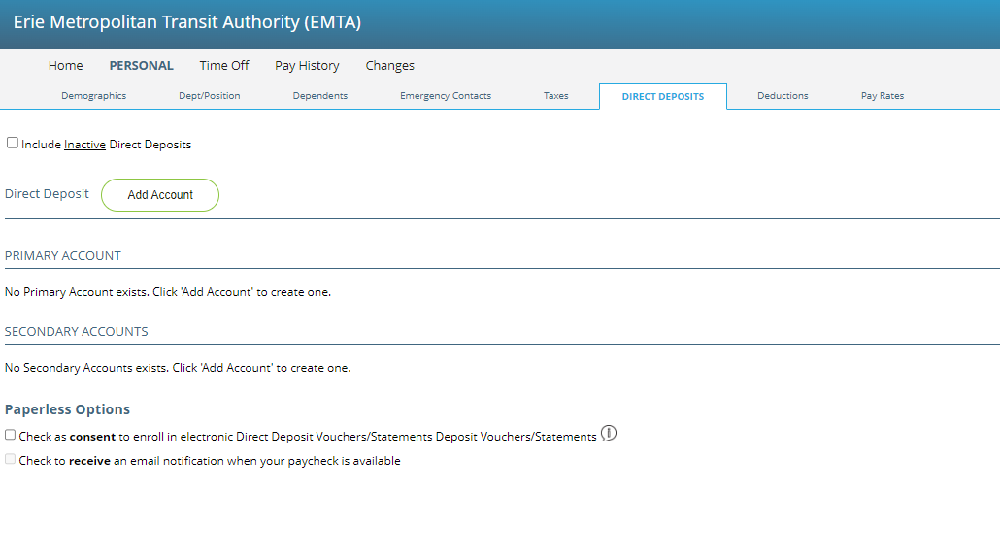 Erie Metropolitan Transit Authority (EMTA)
Home PERSONAL Time Off Pay History Changes
Demographics Dept/Position Dependents Emergency Contacts Taxes DIRECT DEPOSITS Deductions Pay Rates
Include Inactive Direct Deposits
Direct Deposit Add Account
PRIMARY ACCOUNT
No Primary Account exists. Click 'Add Account' to create one.
SECONDARY ACCOUNTS
No Secondary Accounts exists. Click 'Add Account' to create one.
Paperless Options
Check as consent to enroll in electronic Direct Deposit Vouchers/Statements Deposit Vouchers/Statements
Check to receive an email notification when your paycheck is available